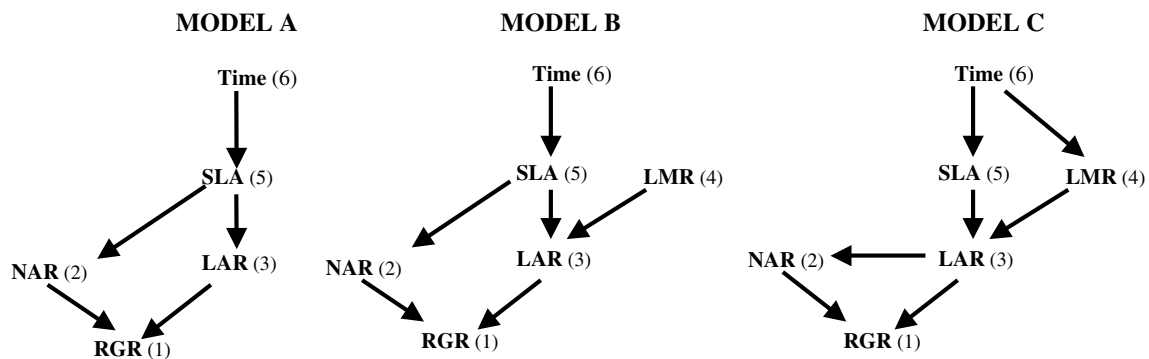 MODEL A
Time (6)
SLA (5)
NAR (2)
LAR (3)
RGR (1)
MODEL B
Time (6)
SLA (5)
LMR (4)
NAR (2)
LAR (3)
RGR (1)
MODEL C
Time (6)
SLA (5)
LMR (4)
NAR (2)
LAR (3)
RGR (1)